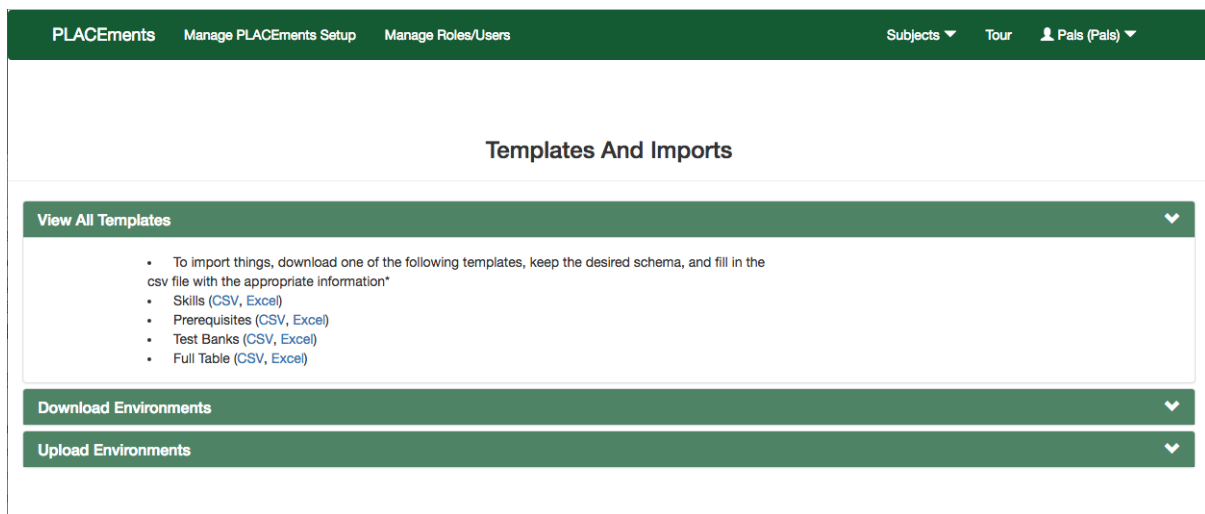 PLACEments Manage PLACEments Setup Manage Roles/Users Subjects Tour Pals (Pals)
Templates And Imports
View All Templates
• To import things, download one of the following templates, keep the desired schema, and fill in the
csv file with the appropriate information*
• Skills (CSV, Excel)
• Prerequisites (CSV, Excel)
• Test Banks (CSV, Excel)
• Full Table (CSV, Excel)
Download Environments
Upload Environments